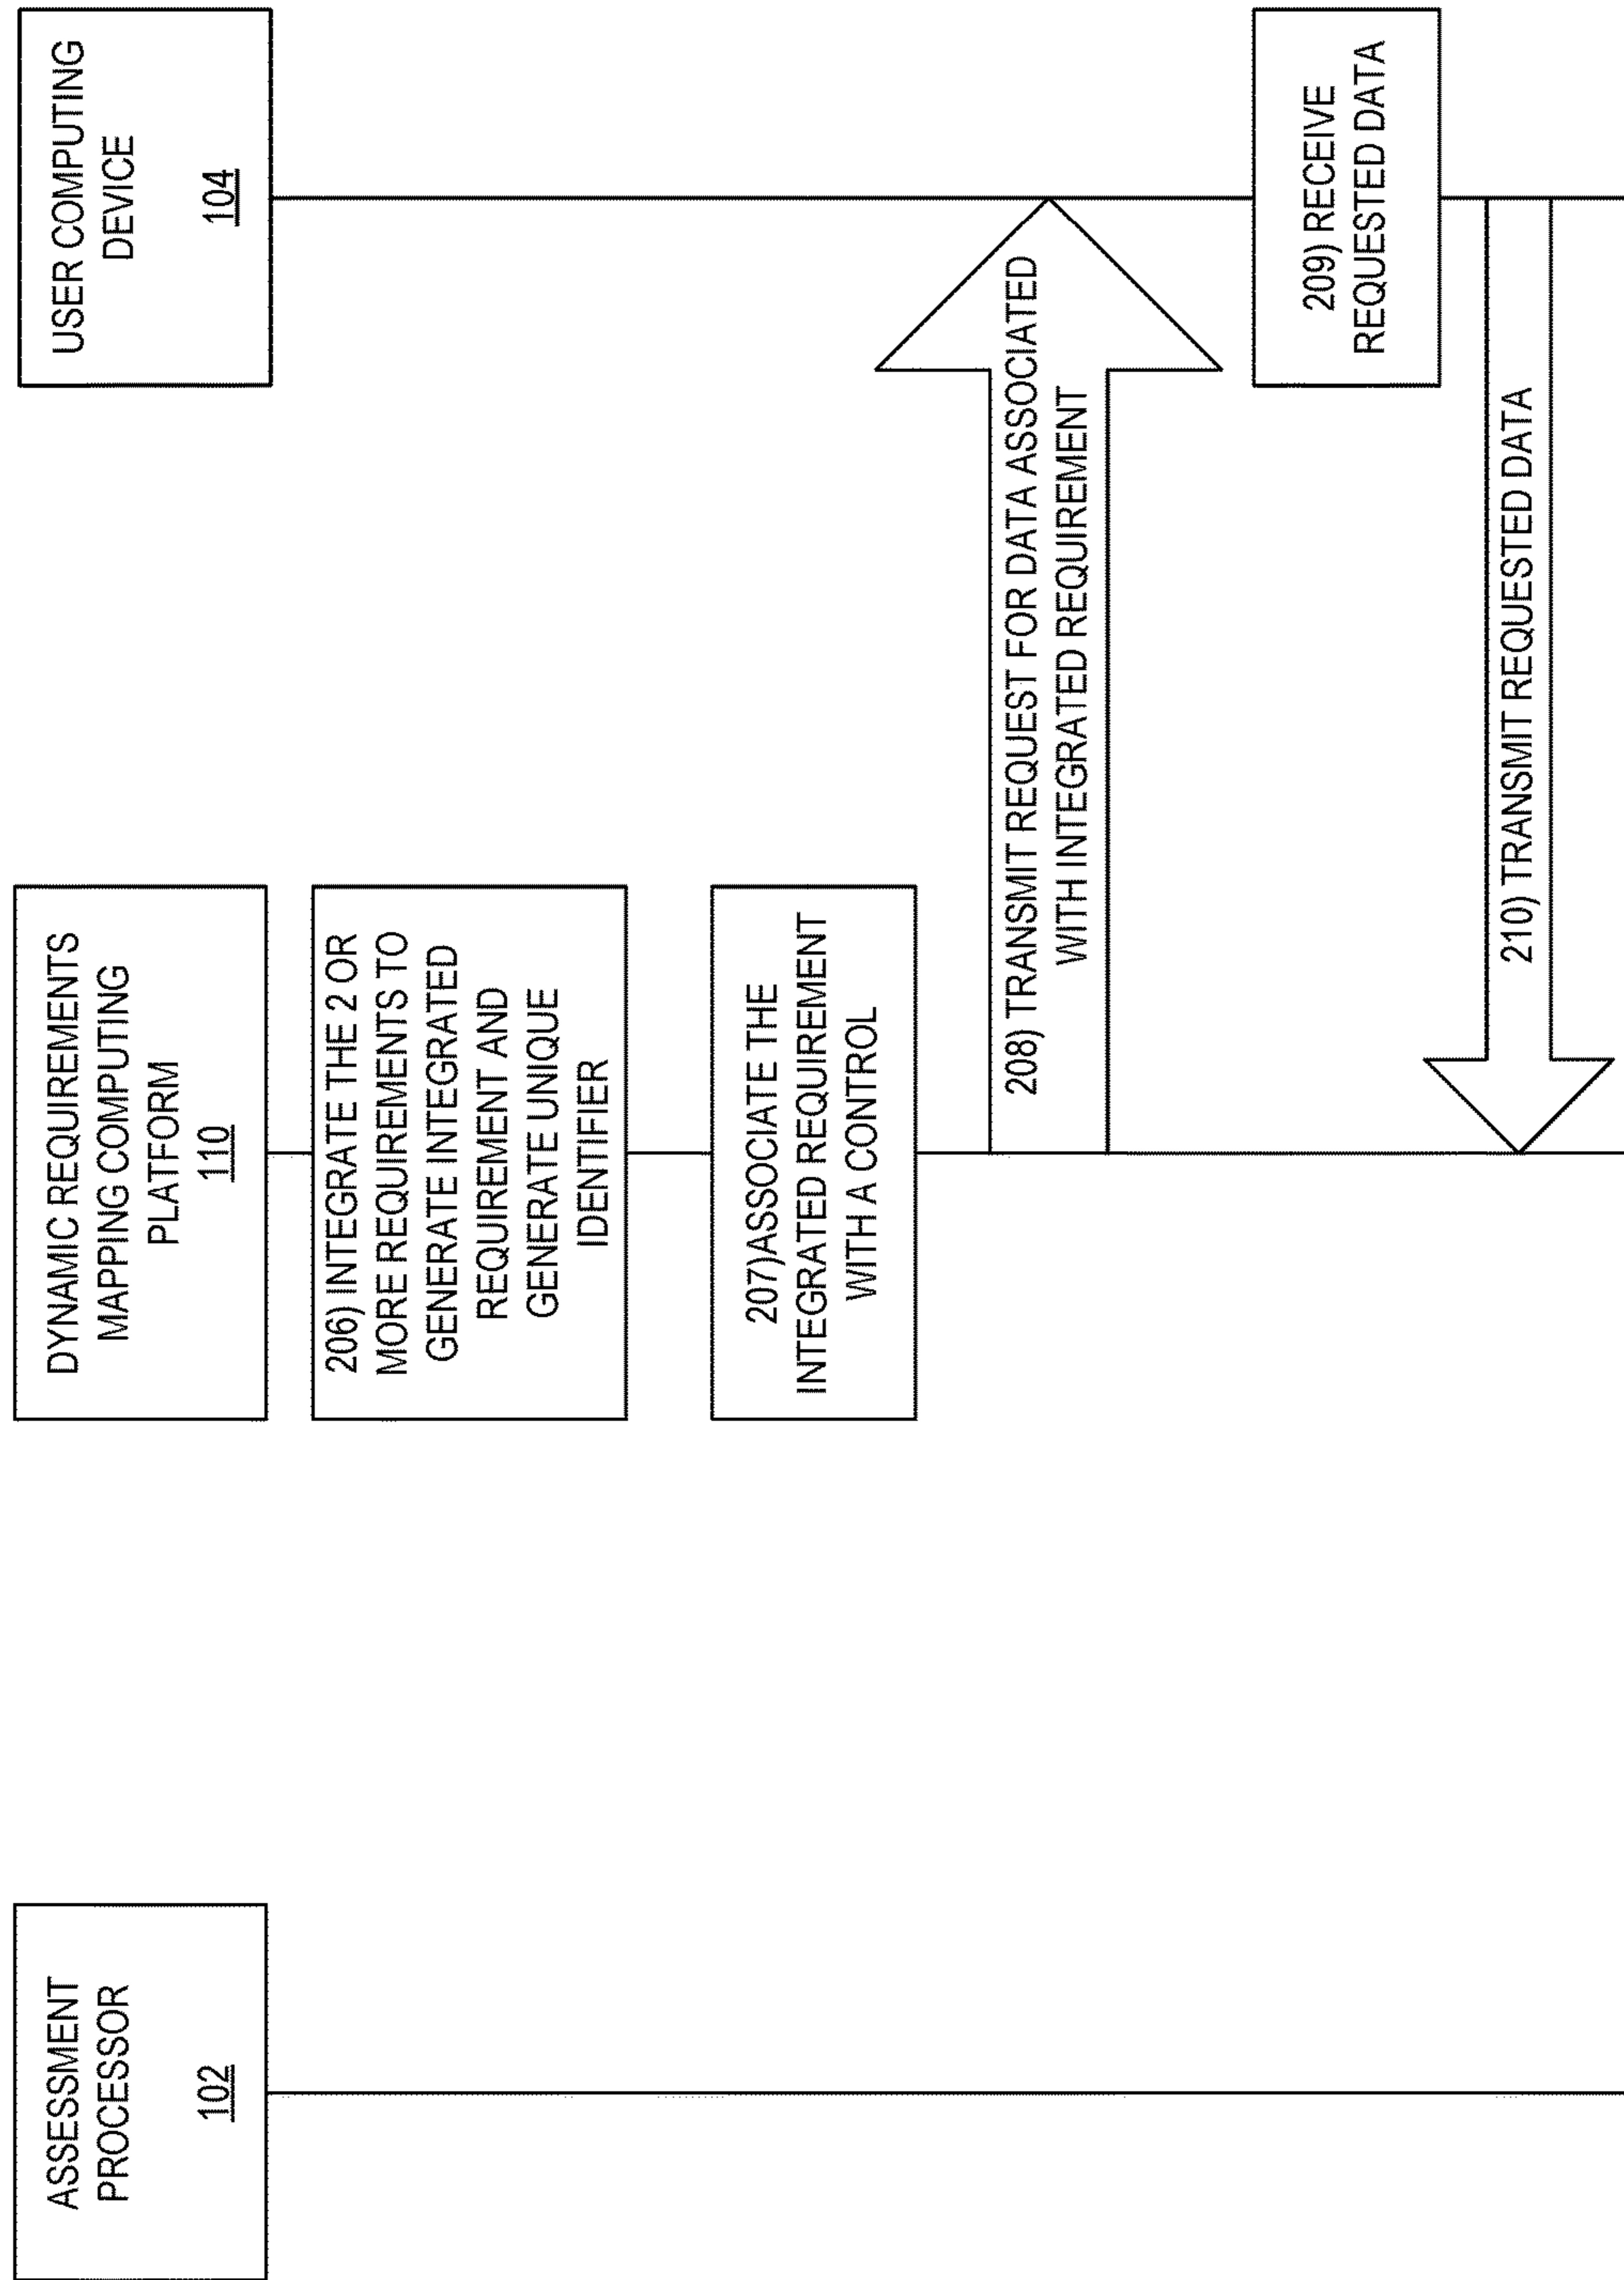 ASSESSMENT
PROCESSOR
102
DYNAMIC REQUIREMENTS
MAPPING COMPUTING
PLATFORM
110
USER COMPUTING
DEVICE
104
206) INTEGRATE THE 2 OR
MORE REQUIREMENTS TO
GENERATE INTEGRATED
REQUIREMENT AND
GENERATE UNIQUE
IDENTIFIER
207)ASSOCIATE THE
INTEGRATED REQUIREMENT
WITH A CONTROL
208) TRANSMIT REQUEST FOR DATA ASSOCIATED
WITH INTEGRATED REQUIREMENT
209) RECEIVE
REQUESTED DATA
210) TRANSMIT REQUESTED DATA